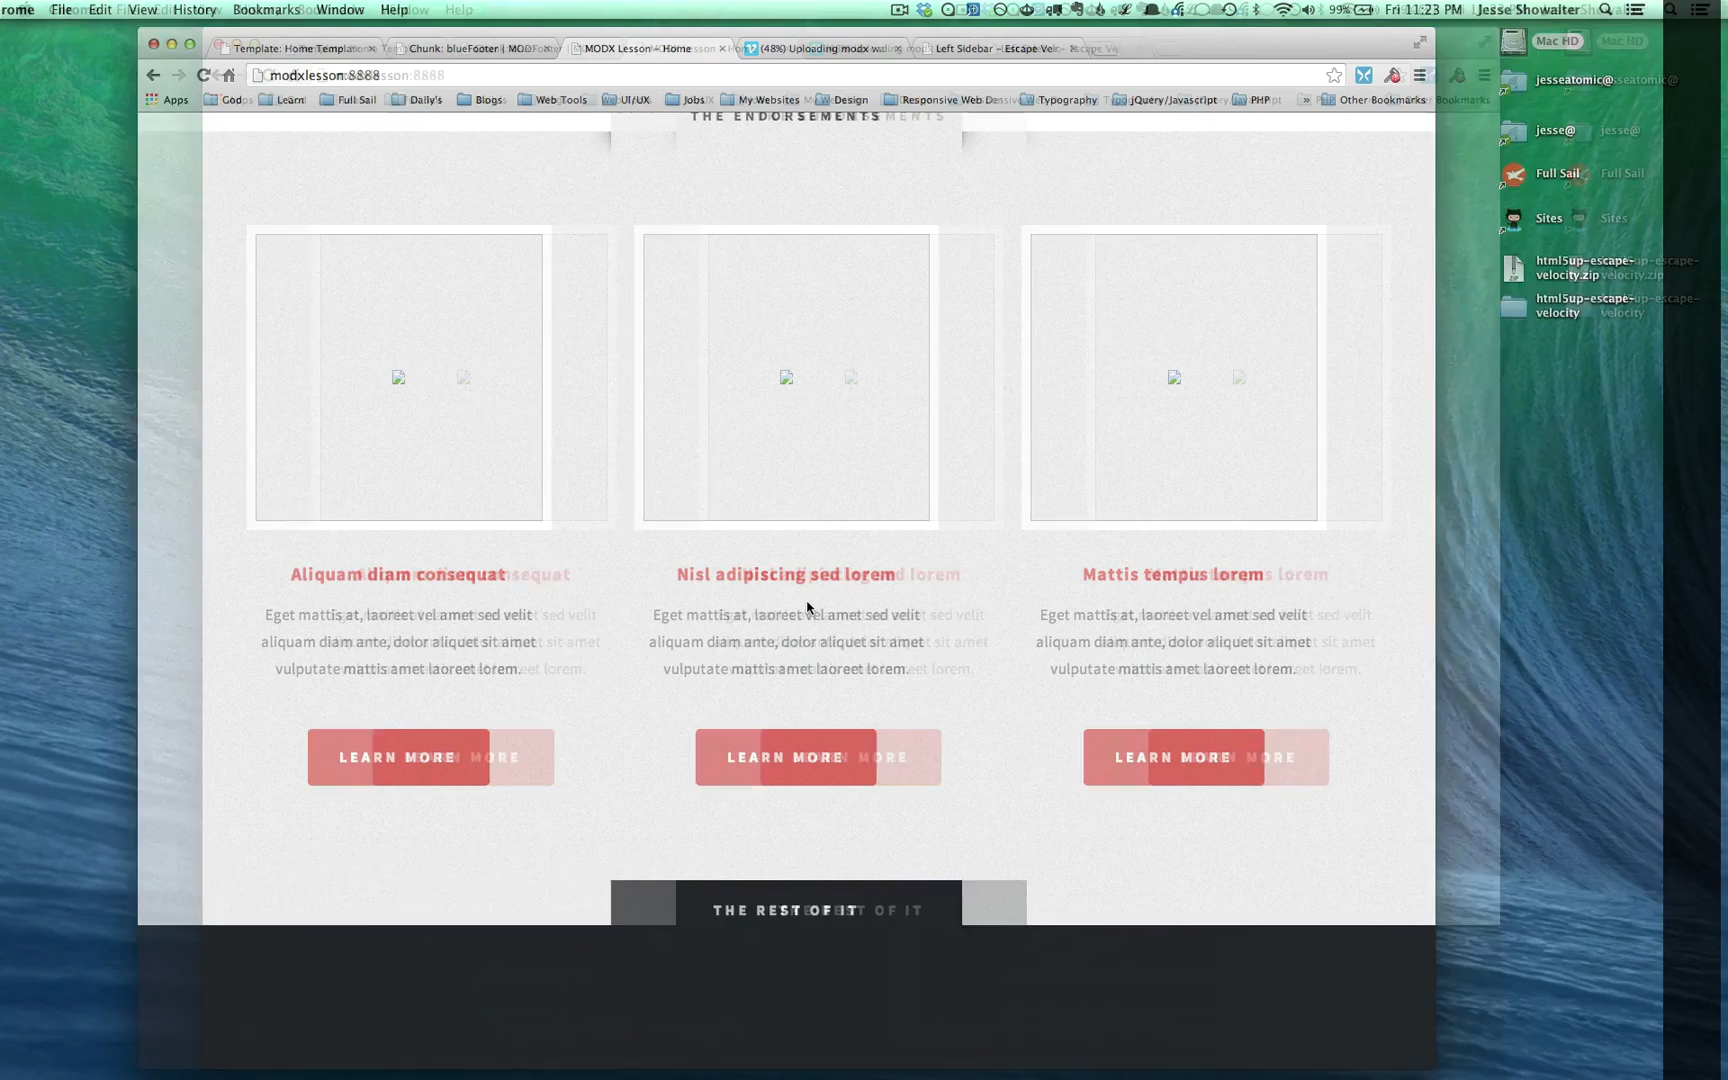 rome File Edit View History Bookmarks Window Help 99% Fri 11:23 PM Jesse Showalter
Template: Home Templa Chunk: blueFooter | MODX MODX Lesson - Home (48%) Uploading modx w Left Sidebar - Escape Ve
modxlesson:8888
Apps God Learn Full Sail Daily's Blogs Web Tools UI/UX Jobs My Websites Design Responsive Web De Typography jQuery/Javascript PHP » Other Bookmarks
Mac HD
jesseatomic@
jesse@
Full Sail
Sites
html5up-escape-
velocity.zip
html5up-escape-
velocity
THE ENDORSEMENTS
Aliquam diam consequat
Eget mattis at, laoreet vel amet sed velit
aliquam diam ante, dolor aliquet sit amet
vulputate mattis amet laoreet lorem.
LEARN MORE
Nisl adipiscing sed lorem
Eget mattis at, laoreet vel amet sed velit
aliquam diam ante, dolor aliquet sit amet
vulputate mattis amet laoreet lorem.
LEARN MORE
Mattis tempus lorem
Eget mattis at, laoreet vel amet sed velit
aliquam diam ante, dolor aliquet sit amet
vulputate mattis amet laoreet lorem.
LEARN MORE
THE REST OF IT